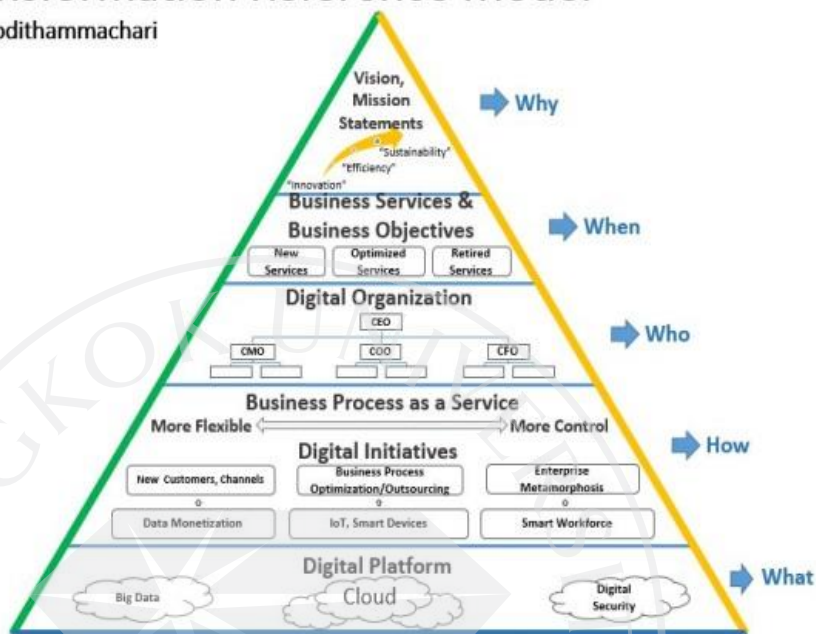 Vision,
Mission
Statements
"Sustainability"
"Efficiency"
"Innovation"
Why
Business Services &
Business Objectives
When
New
Services
Optimized
Services
Retired
Services
Digital Organization
CEO
CMO
COO
CFO
Who
Business Process as a Service
More Flexible
More Control
How
Digital Initiatives
New Customers, Channels
Business Process
Optimization/Outsourcing
Enterprise
Metamorphosis
Data Monetization
IoT, Smart Devices
Smart Workforce
Digital Platform
What
Big Data
Cloud
Digital
Security